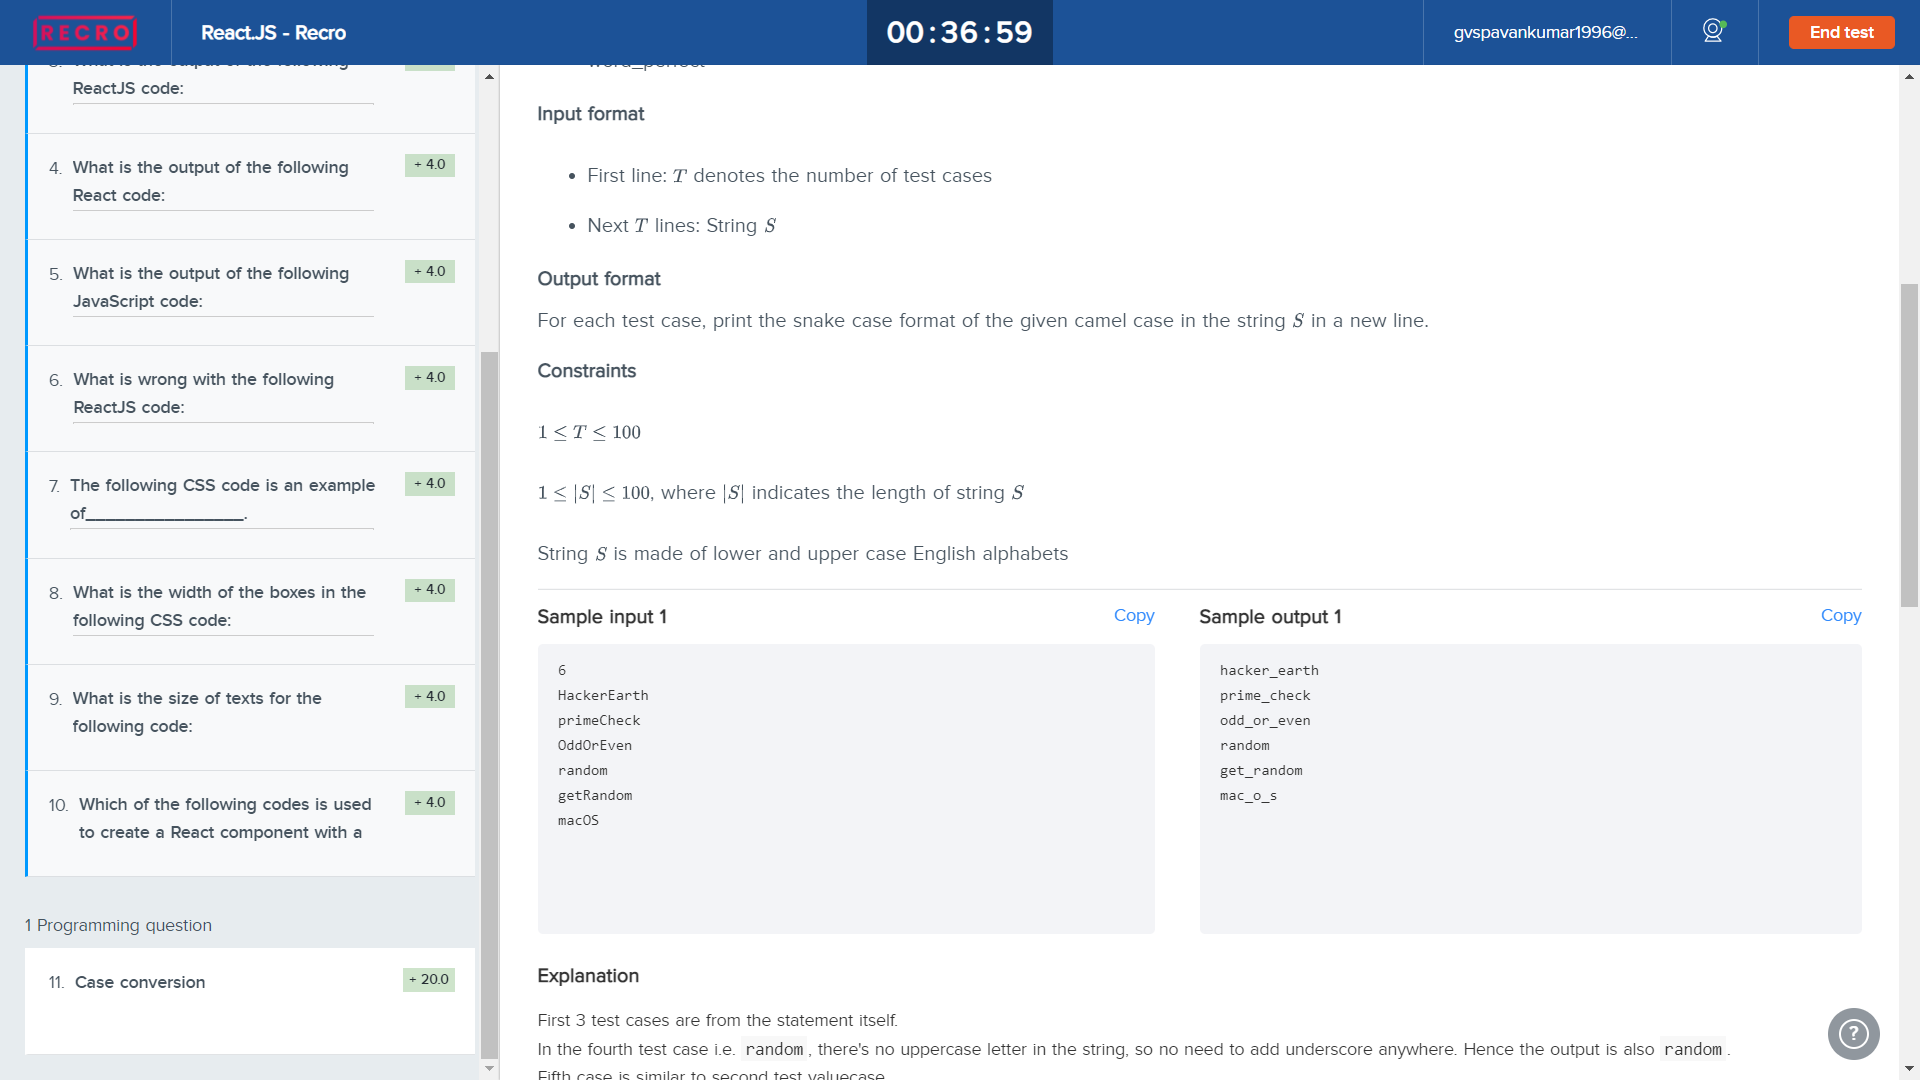 RECRO
React.JS - Recro
00:36:59
gvspavankumar1996@...
End test
ReactJS code:
4. What is the output of the following + 4.0
React code:
5. What is the output of the following + 4.0
JavaScript code:
6. What is wrong with the following + 4.0
ReactJS code:
7. The following CSS code is an example + 4.0
of________________.
8. What is the width of the boxes in the + 4.0
following CSS code:
9. What is the size of texts for the + 4.0
following code:
10. Which of the following codes is used + 4.0
to create a React component with a
1 Programming question
11. Case conversion + 20.0
Input format
• First line: T denotes the number of test cases
• Next T lines: String S
Output format
For each test case, print the snake case format of the given camel case in the string S in a new line.
Constraints
1 ≤ T ≤ 100
1 ≤ |S| ≤ 100, where |S| indicates the length of string S
String S is made of lower and upper case English alphabets
Sample input 1 Copy
6
HackerEarth
primeCheck
OddOrEven
random
getRandom
macOS
Sample output 1 Copy
hacker_earth
prime_check
odd_or_even
random
get_random
mac_o_s
Explanation
First 3 test cases are from the statement itself.
In the fourth test case i.e. random , there's no uppercase letter in the string, so no need to add underscore anywhere. Hence the output is also random .
Fifth case is similar to second test valuecase.
?